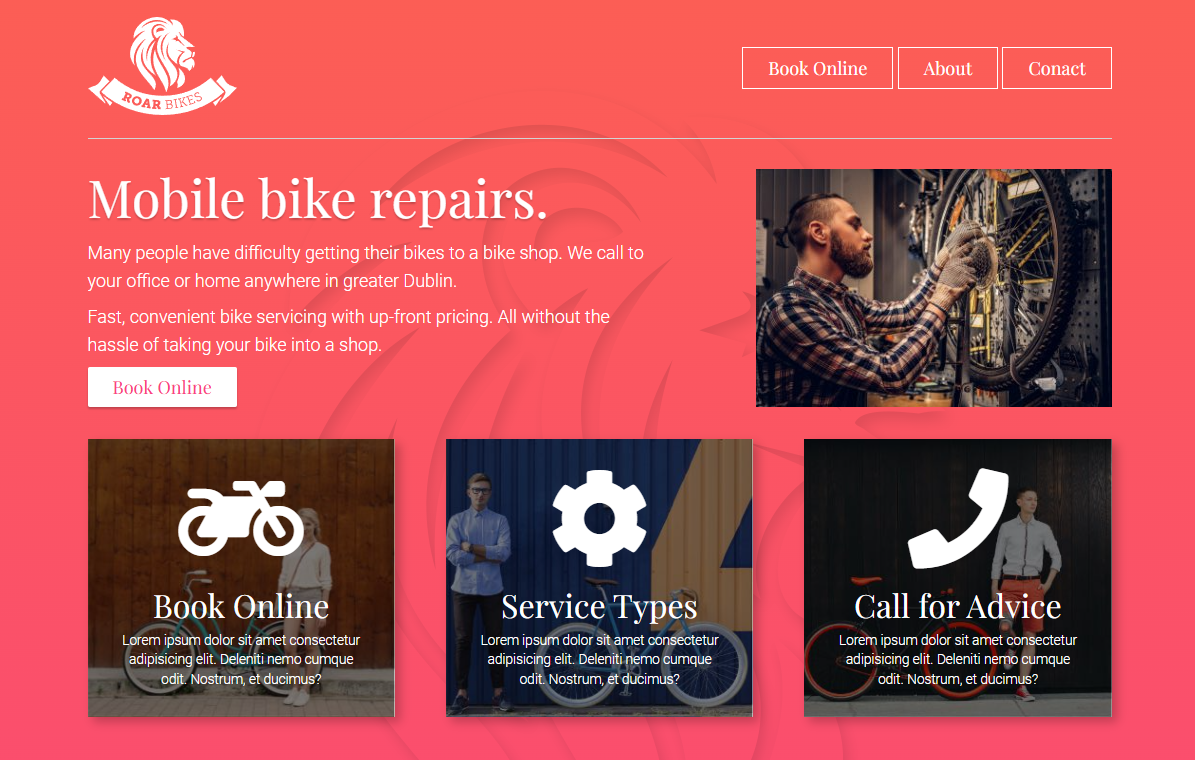 ROAR BIKES
Book Online
About
Conact
Mobile bike repairs.
Many people have difficulty getting their bikes to a bike shop. We call to
your office or home anywhere in greater Dublin.
Fast, convenient bike servicing with up-front pricing. All without the
hassle of taking your bike into a shop.
Book Online
Book Online
Lorem ipsum dolor sit amet consectetur
adipisicing elit. Deleniti nemo cumque
odit. Nostrum, et ducimus?
Service Types
Lorem ipsum dolor sit amet consectetur
adipisicing elit. Deleniti nemo cumque
odit. Nostrum, et ducimus?
Call for Advice
Lorem ipsum dolor sit amet consectetur
adipisicing elit. Deleniti nemo cumque
odit. Nostrum, et ducimus?